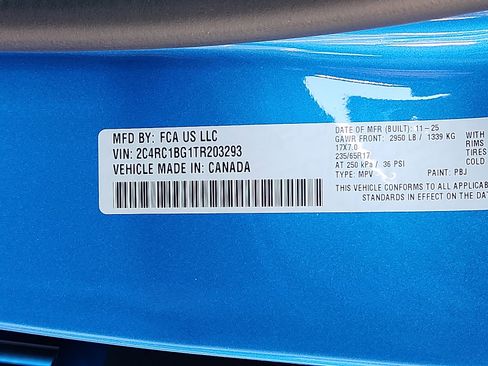 MFD BY: FCA US LLC
VIN: 2C4RC1BG1TR203293
VEHICLE MADE IN: CANADA
DATE OF MFR (BUILT): 11-25
GAWR FRONT: 2950 LB / 1339 KG WITH
17X7.0 RIMS
235/65R17 TIRES
AT 250 kPa / 36 PSI COLD
TYPE: MPV PAINT: PBJ
THIS VEHICLE CONFORMS TO ALL APPLICAB
STANDARDS IN EFFECT ON THE DAT